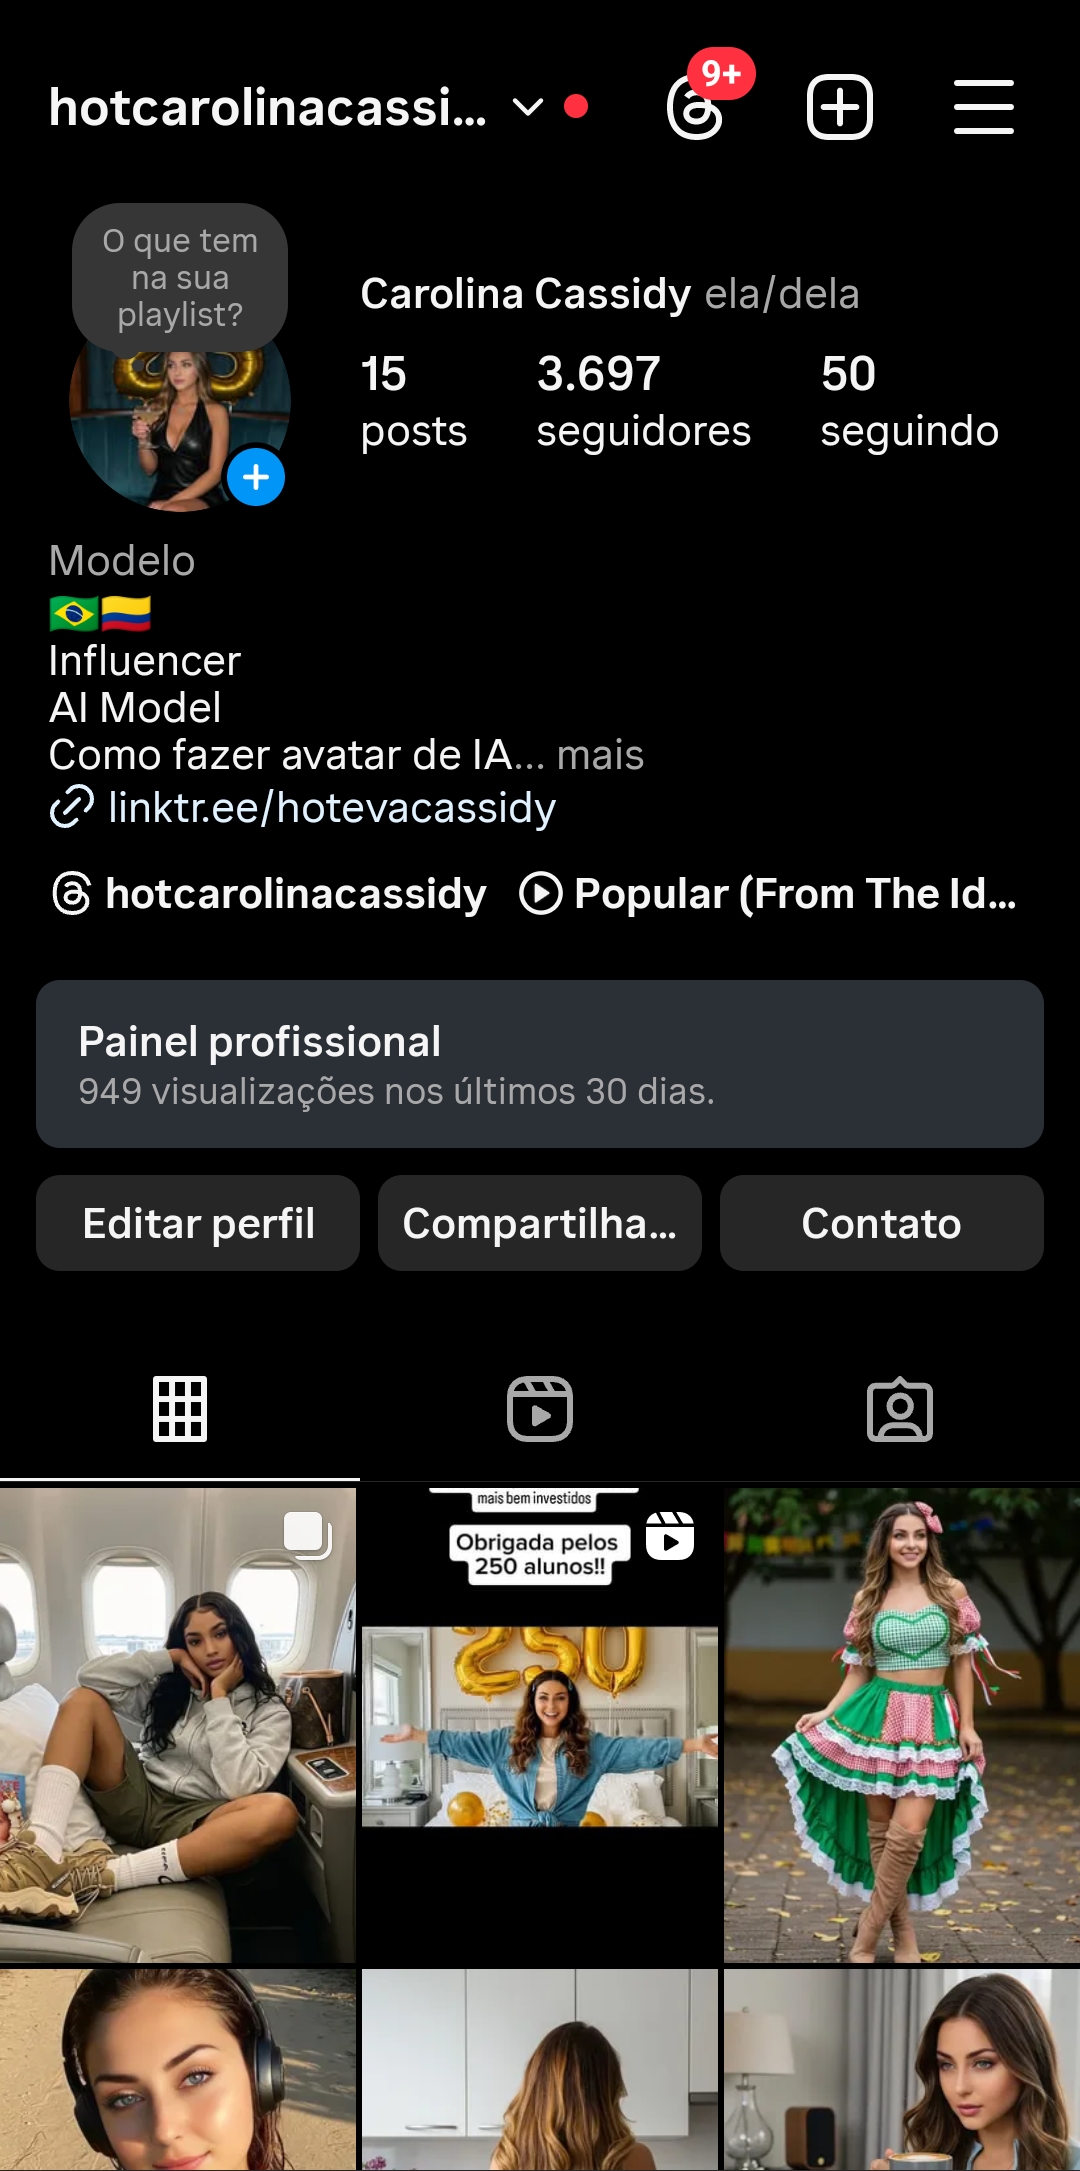 hotcarolinacassi...
9+
O que tem
na sua
playlist?
Carolina Cassidy ela/dela
15 3.697 50
posts seguidores seguindo
Modelo
🇧🇷🇨🇴
Influencer
AI Model
Como fazer avatar de IA... mais
linktr.ee/hotevacassidy
hotcarolinacassidy Popular (From The Id...
Painel profissional
949 visualizações nos últimos 30 dias.
Editar perfil Compartilha... Contato
mais bem investidos
Obrigada pelos
250 alunos!!
250